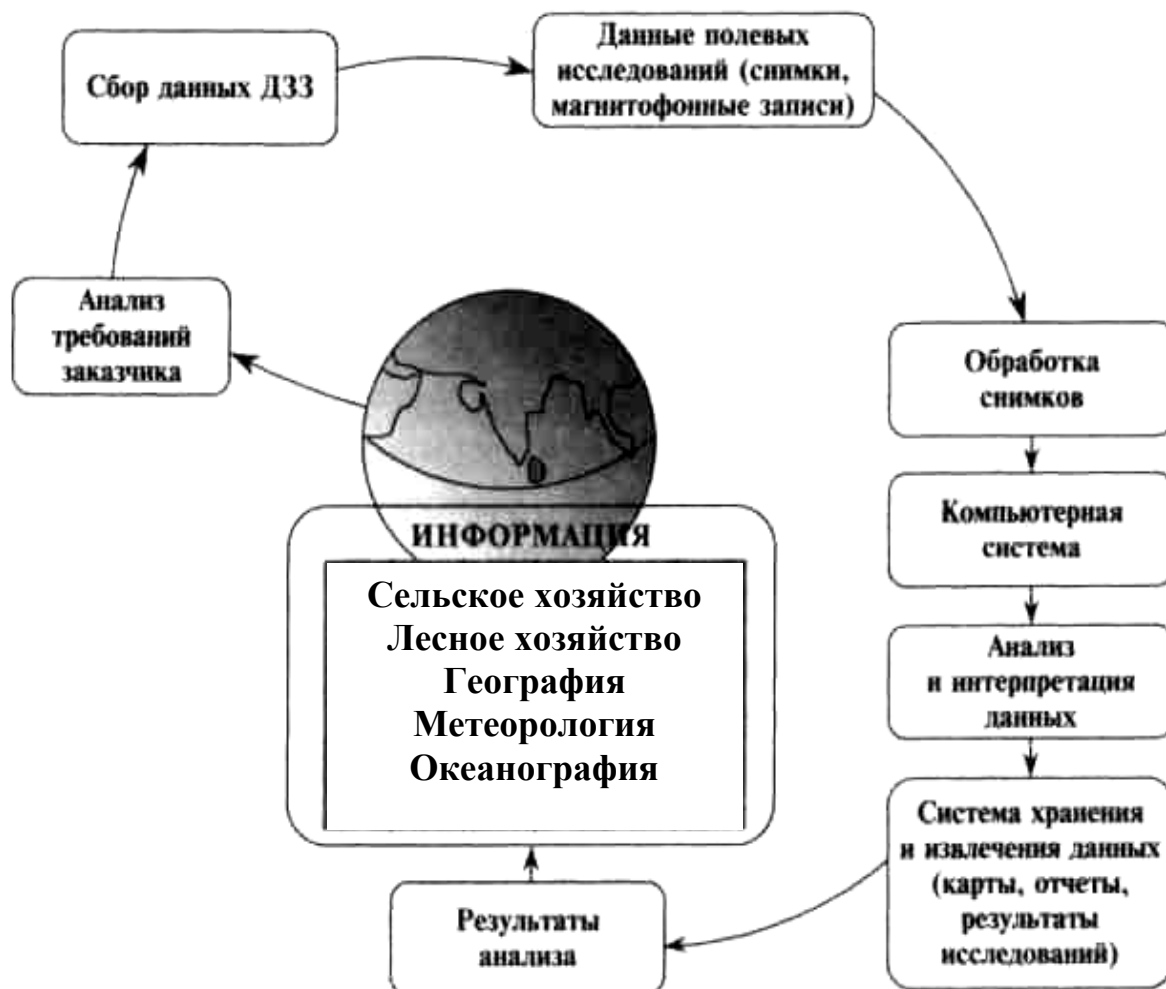 Сбор данных ДЗЗ
Данные полевых
исследований (снимки,
магнитофонные записи)
Анализ
требований
заказчика
Обработка
снимков
Компьютерная
система
Анализ
и интерпретация
данных
Система хранения
и извлечения данных
(карты, отчеты,
результаты
исследований)
Результаты
анализа
ИНФОРМАЦИЯ
Сельское хозяйство
Лесное хозяйство
География
Метеорология
Океанография